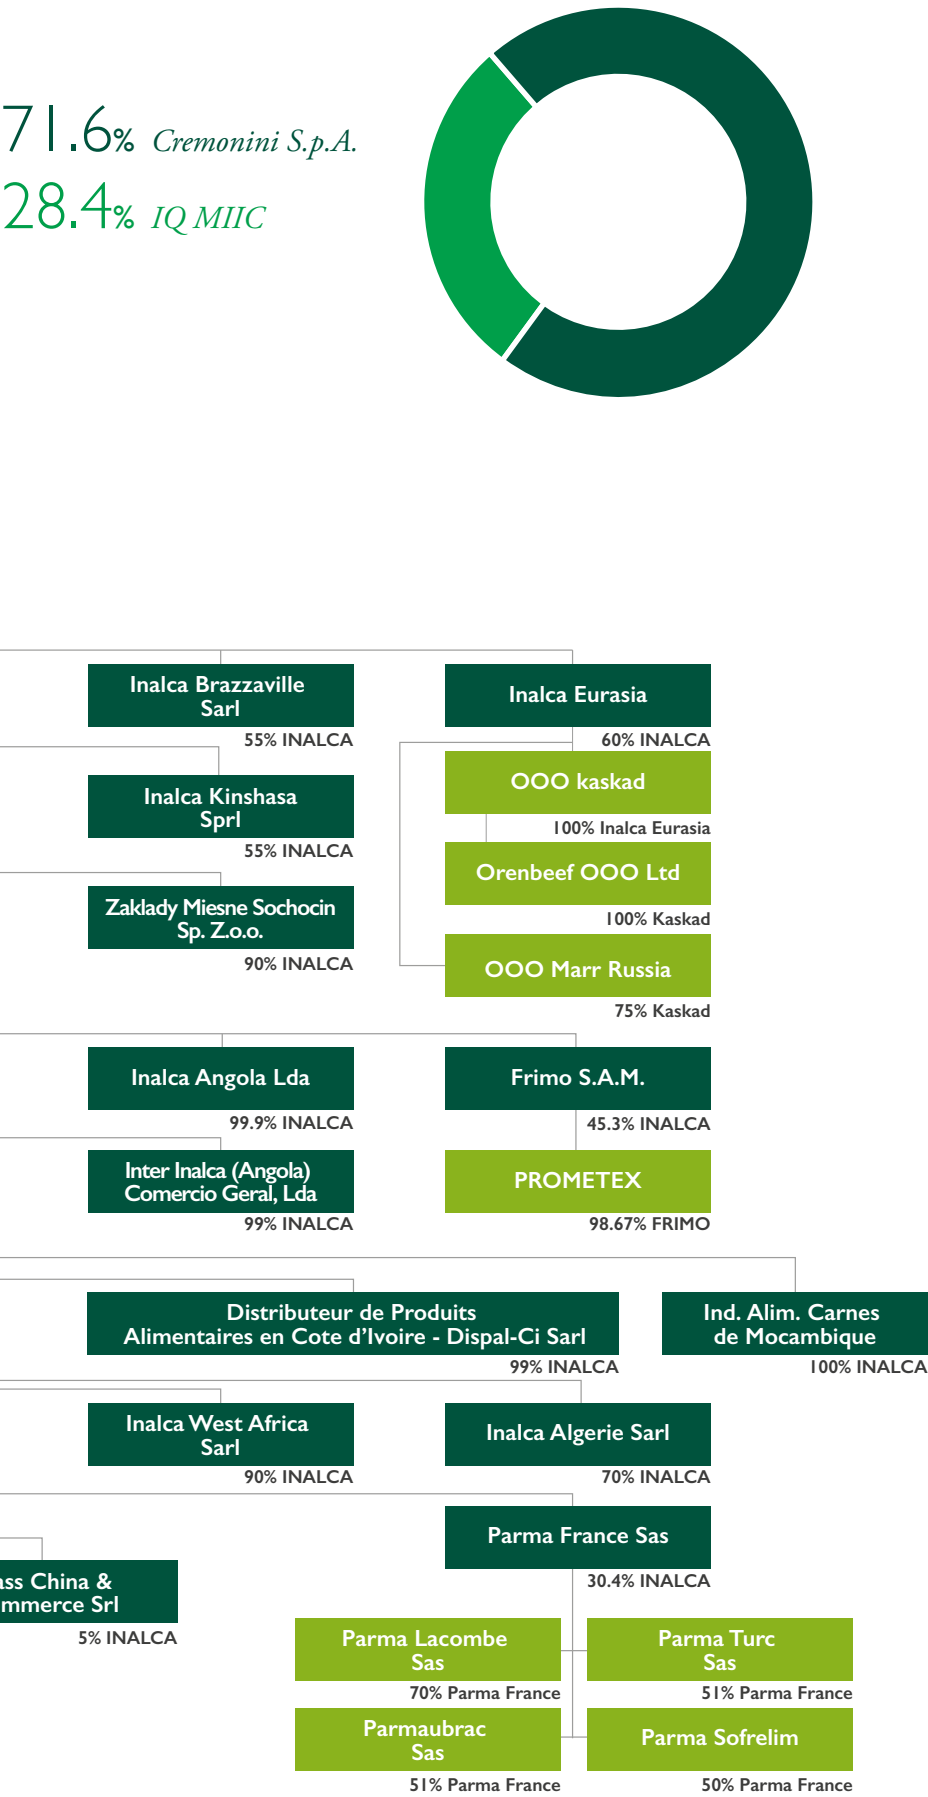 71.6% Cremonini S.p.A.
28.4% IQ MIIC
Inalca Brazzaville
Sarl
55% INALCA
Inalca Eurasia
60% INALCA
OOO kaskad
100% Inalca Eurasia
Inalca Kinshasa
Sprl
55% INALCA
Orenbeef OOO Ltd
100% Kaskad
Zaklady Miesne Sochocin
Sp. Z.o.o.
90% INALCA
OOO Marr Russia
75% Kaskad
Inalca Angola Lda
99.9% INALCA
Frimo S.A.M.
45.3% INALCA
Inter Inalca (Angola)
Comercio Geral, Lda
99% INALCA
PROMETEX
98.67% FRIMO
Distributeur de Produits
Alimentaires en Cote d’Ivoire - Dispal-Ci Sarl
99% INALCA
Ind. Alim. Carnes
de Mocambique
100% INALCA
Inalca West Africa
Sarl
90% INALCA
Inalca Algerie Sarl
70% INALCA
Parma France Sas
30.4% INALCA
ass China &
mmerce Srl
5% INALCA
Parma Lacombe
Sas
70% Parma France
Parma Turc
Sas
51% Parma France
Parmaubrac
Sas
51% Parma France
Parma Sofrelim
50% Parma France